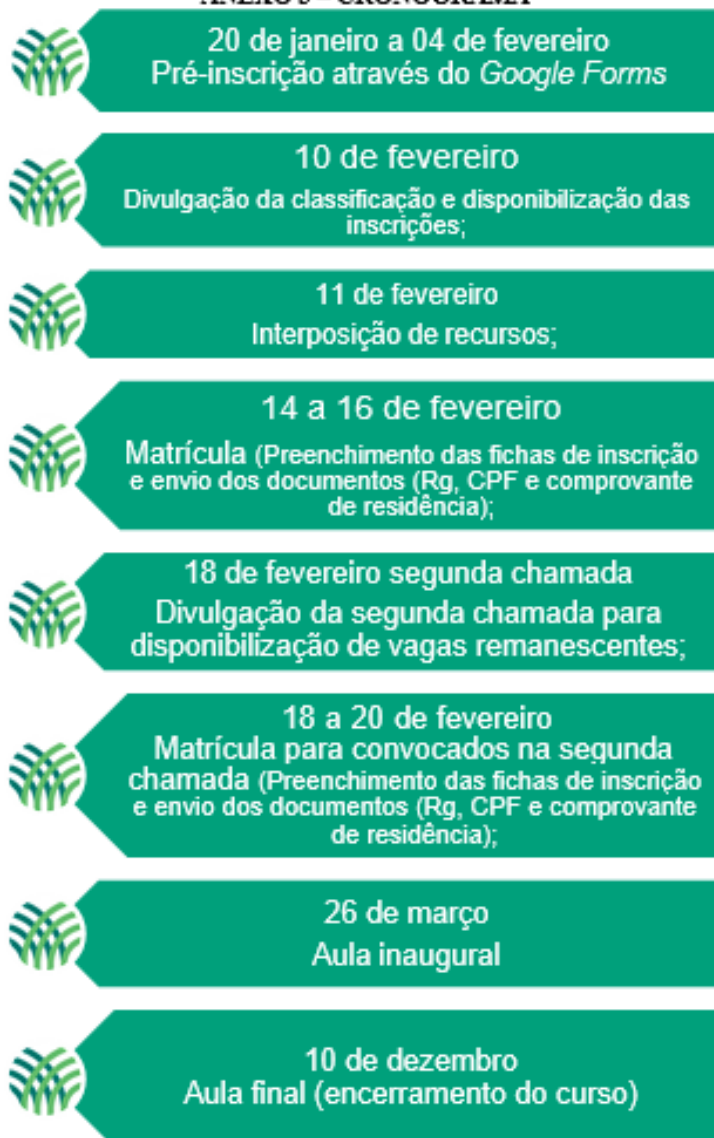 20 de janeiro a 04 de fevereiro
Pré-inscrição através do Google Forms
10 de fevereiro
Divulgação da classificação e disponibilização das
inscrições;
11 de fevereiro
Interposição de recursos;
14 a 16 de fevereiro
Matrícula (Preenchimento das fichas de inscrição
e envio dos documentos (Rg, CPF e comprovante
de residência);
18 de fevereiro segunda chamada
Divulgação da segunda chamada para
disponibilização de vagas remanescentes;
18 a 20 de fevereiro
Matrícula para convocados na segunda
chamada (Preenchimento das fichas de inscrição
e envio dos documentos (Rg, CPF e comprovante
de residência);
26 de março
Aula inaugural
10 de dezembro
Aula final (encerramento do curso)